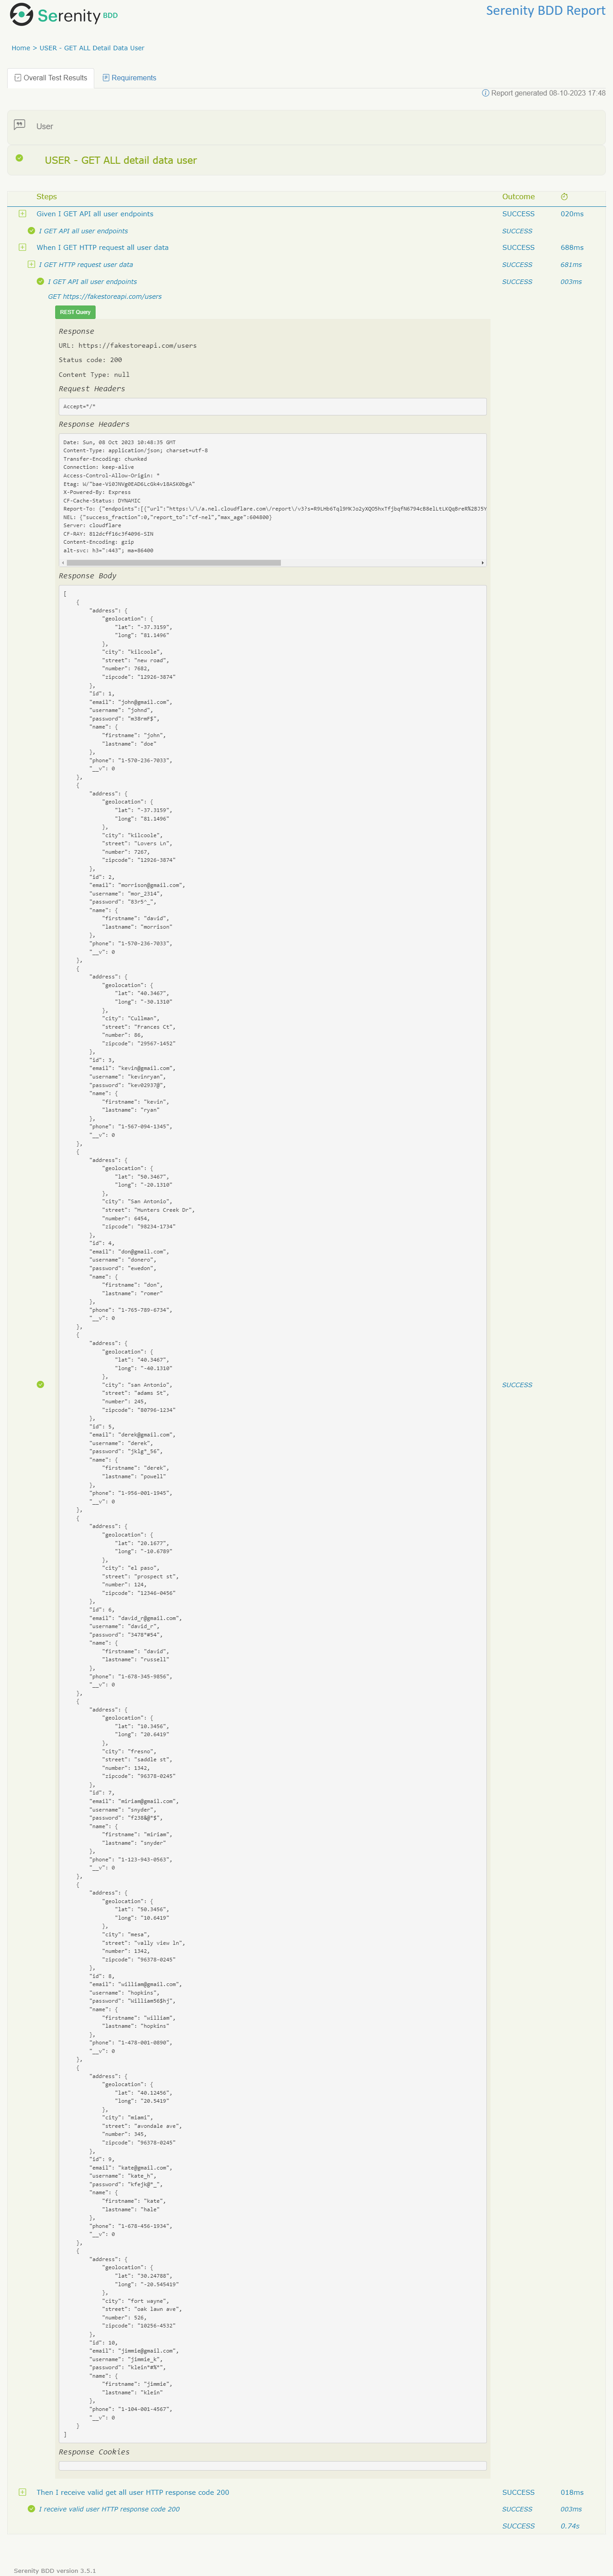 Serenity BDD
Serenity BDD Report
Home > USER - GET ALL Detail Data User
Overall Test Results
Requirements
Report generated 08-10-2023 17:48
User
USER - GET ALL detail data user
Steps Outcome
Given I GET API all user endpoints SUCCESS 020ms
I GET API all user endpoints SUCCESS
When I GET HTTP request all user data SUCCESS 688ms
I GET HTTP request user data SUCCESS 681ms
I GET API all user endpoints SUCCESS 003ms
GET https://fakestoreapi.com/users
REST Query
Response
URL: https://fakestoreapi.com/users
Status code: 200
Content Type: null
Request Headers
Accept=*/*
Response Headers
Date: Sun, 08 Oct 2023 10:48:35 GMT
Content-Type: application/json; charset=utf-8
Transfer-Encoding: chunked
Connection: keep-alive
Access-Control-Allow-Origin: *
Etag:
X-Powered-By: Express
CF-Cache-Status: DYNAMIC
Report-To:
NEL: {"success_fraction":0,"report_to":"cf-nel","max_age":604800}
Server: cloudflare
CF-RAY: 812dcff16c3f4096-SIN
Content-Encoding: gzip
alt-svc: h3=":443"; ma=86400
Response Body
[
{
"address": {
"geolocation": {
"lat": "-37.3159",
"long": "81.1496"
},
"city": "kilcoole",
"street": "new road",
"number": 7682,
"zipcode": "12926-3874"
},
"id": 1,
"email": "john@gmail.com",
"username": "johnd",
"password": "m38rmF$",
"name": {
"firstname": "john",
"lastname": "doe"
},
"phone": "1-570-236-7033",
"__v": 0
},
{
"address": {
"geolocation": {
"lat": "-37.3159",
"long": "81.1496"
},
"city": "kilcoole",
"street": "Lovers Ln",
"number": 7267,
"zipcode": "12926-3874"
},
"id": 2,
"email": "morrison@gmail.com",
"username": "mor_2314",
"password": "83r5^_",
"name": {
"firstname": "david",
"lastname": "morrison"
},
"phone": "1-570-236-7033",
"__v": 0
},
{
"address": {
"geolocation": {
"lat": "40.3467",
"long": "-30.1310"
},
"city": "Cullman",
"street": "Frances Ct",
"number": 86,
"zipcode": "29567-1452"
},
"id": 3,
"email": "kevin@gmail.com",
"username": "kevinryan",
"password": "kev02937@",
"name": {
"firstname": "kevin",
"lastname": "ryan"
},
"phone": "1-567-094-1345",
"__v": 0
},
{
"address": {
"geolocation": {
"lat": "50.3467",
"long": "-20.1310"
},
"city": "San Antonio",
"street": "Hunters Creek Dr",
"number": 6454,
"zipcode": "98234-1734"
},
"id": 4,
"email": "don@gmail.com",
"username": "donero",
"password": "ewedon",
"name": {
"firstname": "don",
"lastname": "romer"
},
"phone": "1-765-789-6734",
"__v": 0
},
{
"address": {
"geolocation": {
"lat": "40.3467",
"long": "-40.1310"
},
"city": "san Antonio",
SUCCESS
"street": "adams St",
"number": 245,
"zipcode": "80796-1234"
},
"id": 5,
"email": "derek@gmail.com",
"username": "derek",
"password": "jklg*_56",
"name": {
"firstname": "derek",
"lastname": "powell"
},
"phone": "1-956-001-1945",
"__v": 0
},
{
"address": {
"geolocation": {
"lat": "20.1677",
"long": "-10.6789"
},
"city": "el paso",
"street": "prospect st",
"number": 124,
"zipcode": "12346-0456"
},
"id": 6,
"email": "david_r@gmail.com",
"username": "david_r",
"password": "3478*#54",
"name": {
"firstname": "david",
"lastname": "russell"
},
"phone": "1-678-345-9856",
"__v": 0
},
{
"address": {
"geolocation": {
"lat": "10.3456",
"long": "20.6419"
},
"city": "fresno",
"street": "saddle st",
"number": 1342,
"zipcode": "96378-0245"
},
"id": 7,
"email": "miriam@gmail.com",
"username": "snyder",
"password": "f238&@*$",
"name": {
"firstname": "miriam",
"lastname": "snyder"
},
"phone": "1-123-943-0563",
"__v": 0
},
{
"address": {
"geolocation": {
"lat": "50.3456",
"long": "10.6419"
},
"city": "mesa",
"street": "vally view ln",
"number": 1342,
"zipcode": "96378-0245"
},
"id": 8,
"email": "william@gmail.com",
"username": "hopkins",
"password": "William56$hj",
"name": {
"firstname": "william",
"lastname": "hopkins"
},
"phone": "1-478-001-0890",
"__v": 0
},
{
"address": {
"geolocation": {
"lat": "40.12456",
"long": "20.5419"
},
"city": "miami",
"street": "avondale ave",
"number": 345,
"zipcode": "96378-0245"
},
"id": 9,
"email": "kate@gmail.com",
"username": "kate_h",
"password": "kfejk@*_",
"name": {
"firstname": "kate",
"lastname": "hale"
},
"phone": "1-678-456-1934",
"__v": 0
},
{
"address": {
"geolocation": {
"lat": "30.24788",
"long": "-20.545419"
},
"city": "fort wayne",
"street": "oak lawn ave",
"number": 526,
"zipcode": "10256-4532"
},
"id": 10,
"email": "jimmie@gmail.com",
"username": "jimmie_k",
"password": "klein*#%*",
"name": {
"firstname": "jimmie",
"lastname": "klein"
},
"phone": "1-104-001-4567",
"__v": 0
}
]
Response Cookies
Then I receive valid get all user HTTP response code 200 SUCCESS 018ms
I receive valid user HTTP response code 200 SUCCESS 003ms
SUCCESS 0.74s
Serenity BDD version 3.5.1